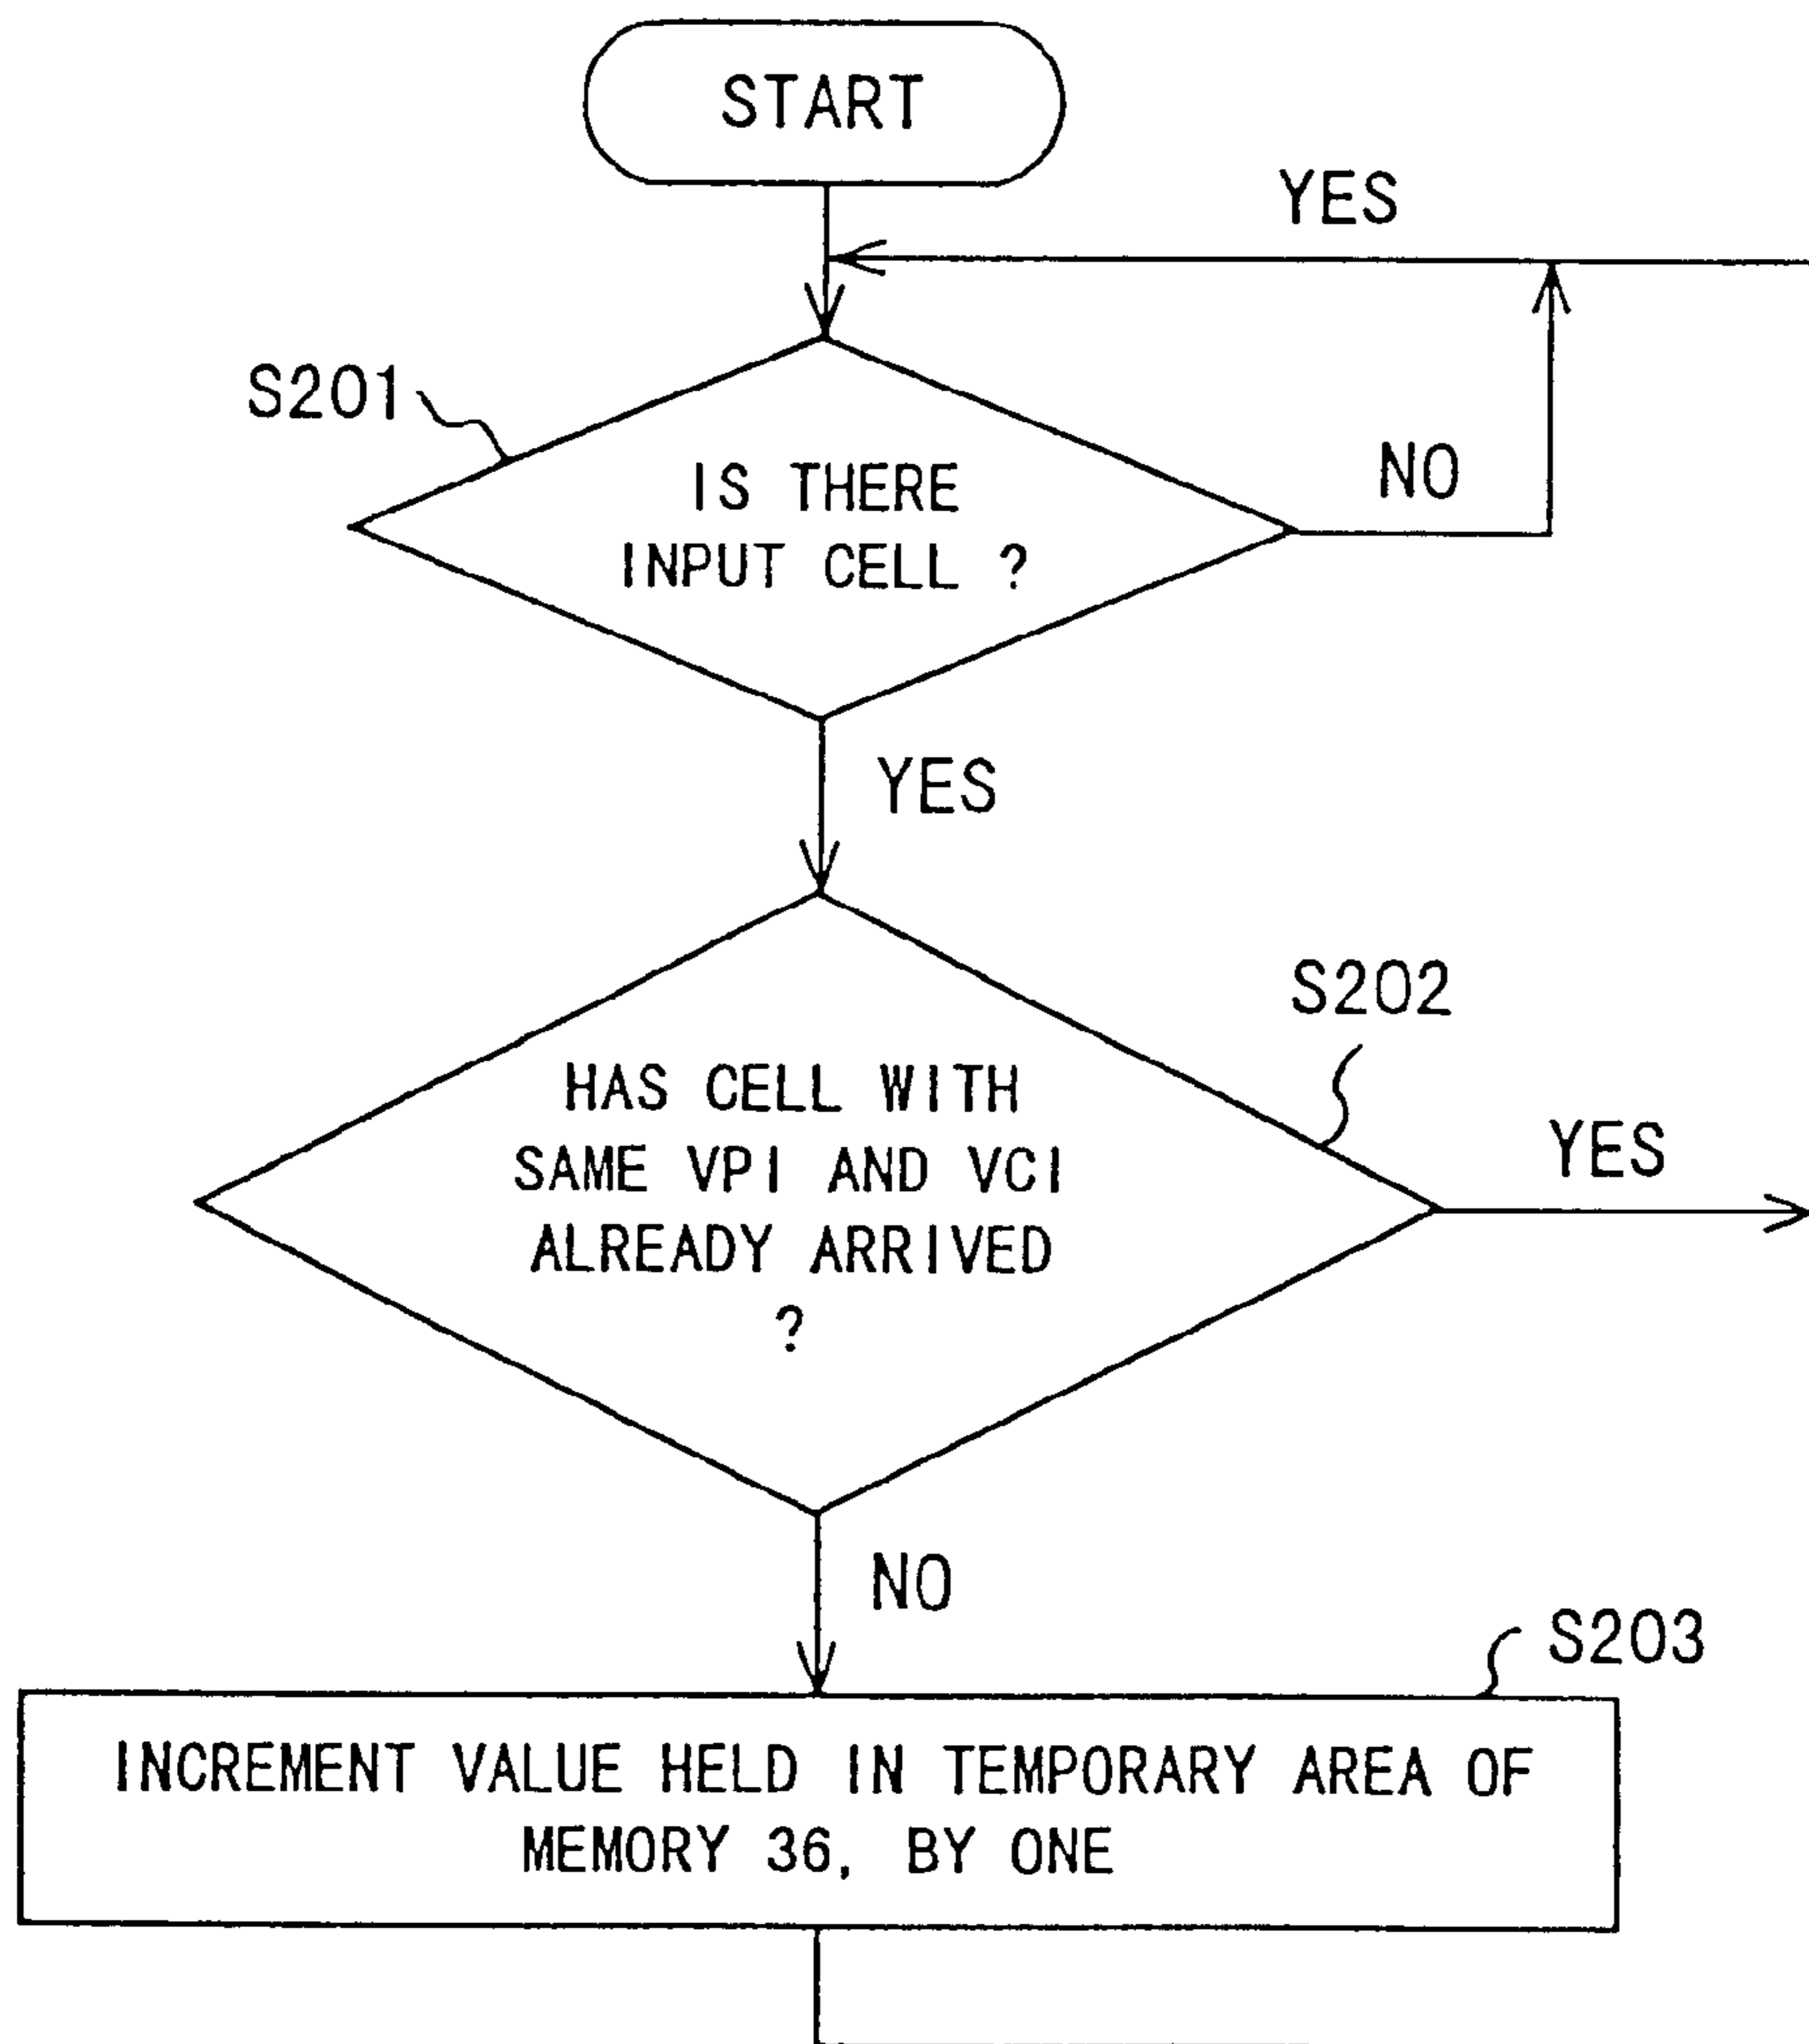 START
YES
S201
IS THERE
INPUT CELL ?
NO
YES
S202
HAS CELL WITH
SAME VPI AND VCI
ALREADY ARRIVED
?
YES
NO
S203
INCREMENT VALUE HELD IN TEMPORARY AREA OF
MEMORY 36, BY ONE